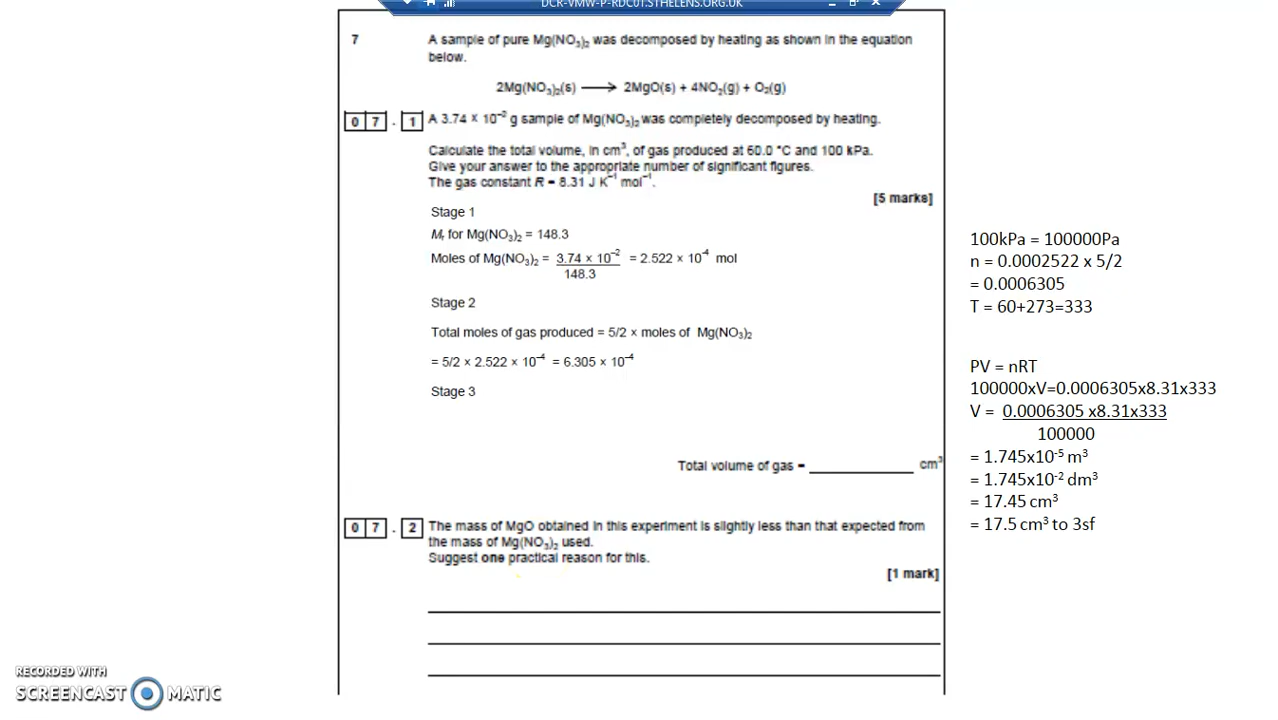 DCR-VMW-P-RDC01.STHELENS.ORG.UK
7 A sample of pure Mg(NO₃)₂ was decomposed by heating as shown in the equation
below.
2Mg(NO₃)₂(s) ⟶ 2MgO(s) + 4NO₂(g) + O₂(g)
0 7 . 1 A 3.74 × 10⁻² g sample of Mg(NO₃)₂ was completely decomposed by heating.
Calculate the total volume, in cm³, of gas produced at 60.0 °C and 100 kPa.
Give your answer to the appropriate number of significant figures.
The gas constant R = 8.31 J K⁻¹ mol⁻¹.
[5 marks]
Stage 1
Mr for Mg(NO₃)₂ = 148.3
Moles of Mg(NO₃)₂ = 3.74 × 10⁻² = 2.522 × 10⁻⁴ mol
148.3
Stage 2
Total moles of gas produced = 5/2 × moles of Mg(NO₃)₂
= 5/2 × 2.522 × 10⁻⁴ = 6.305 × 10⁻⁴
Stage 3
Total volume of gas = ____________ cm³
0 7 . 2 The mass of MgO obtained in this experiment is slightly less than that expected from
the mass of Mg(NO₃)₂ used.
Suggest one practical reason for this.
[1 mark]
100kPa = 100000Pa
n = 0.0002522 x 5/2
= 0.0006305
T = 60+273=333
PV = nRT
100000xV=0.0006305x8.31x333
V = 0.0006305 x8.31x333
100000
= 1.745x10⁻⁵ m³
= 1.745x10⁻² dm³
= 17.45 cm³
= 17.5 cm³ to 3sf
RECORDED WITH
SCREENCAST MATIC